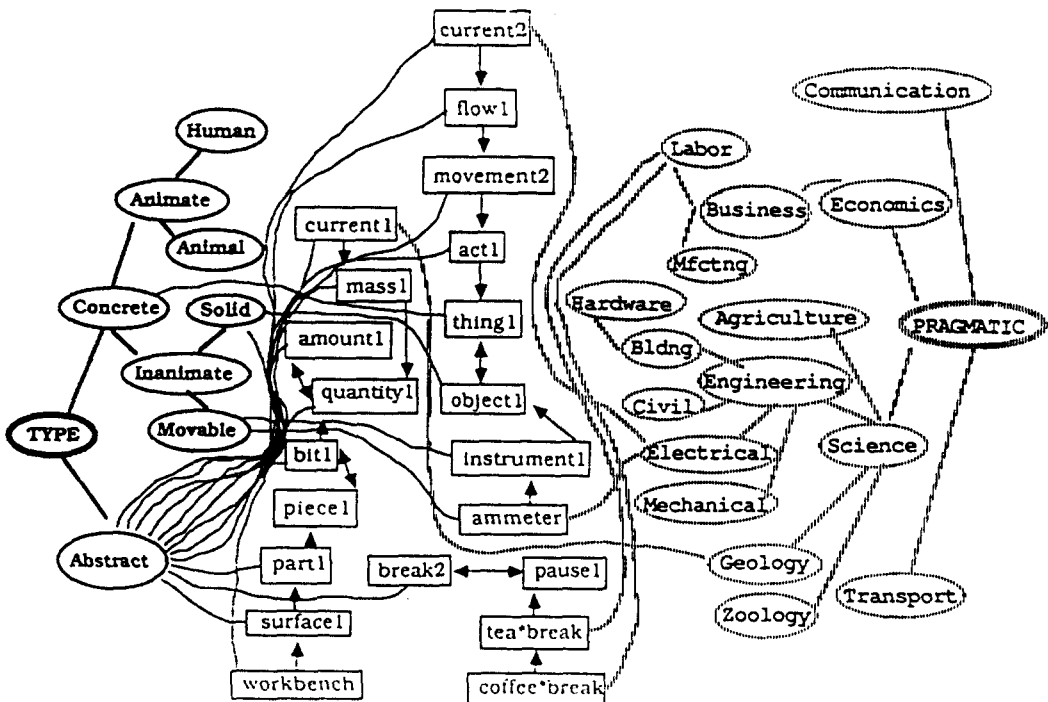 current2
flow1
Communication
Human
Labor
movement2
Animate
Business
Economics
current1
Animal
act1
Mfctng
mass1
Hardware
Concrete
Solid
thing1
Agriculture
PRAGMATIC
amount1
Bldng
Inanimate
Engineering
quantity1
object1
Civil
TYPE
Movable
bit1
instrument1
Electrical
Science
piece1
Mechanical
ammeter
Abstract
part1
break2
pause1
Geology
Transport
Zoology
surface1
tea*break
workbench
coffee*break